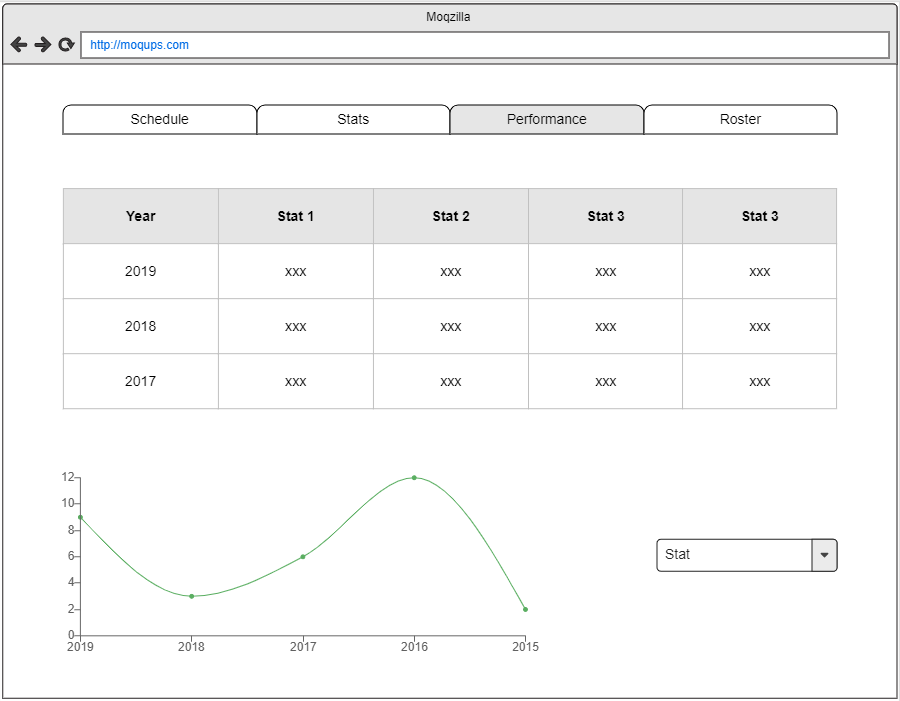 Moqzilla
http://moqups.com
Schedule Stats Performance Roster
Year Stat 1 Stat 2 Stat 3 Stat 3
2019 xxx xxx xxx xxx
2018 xxx xxx xxx xxx
2017 xxx xxx xxx xxx
12
10
8
6
4
2
0
2019 2018 2017 2016 2015
Stat